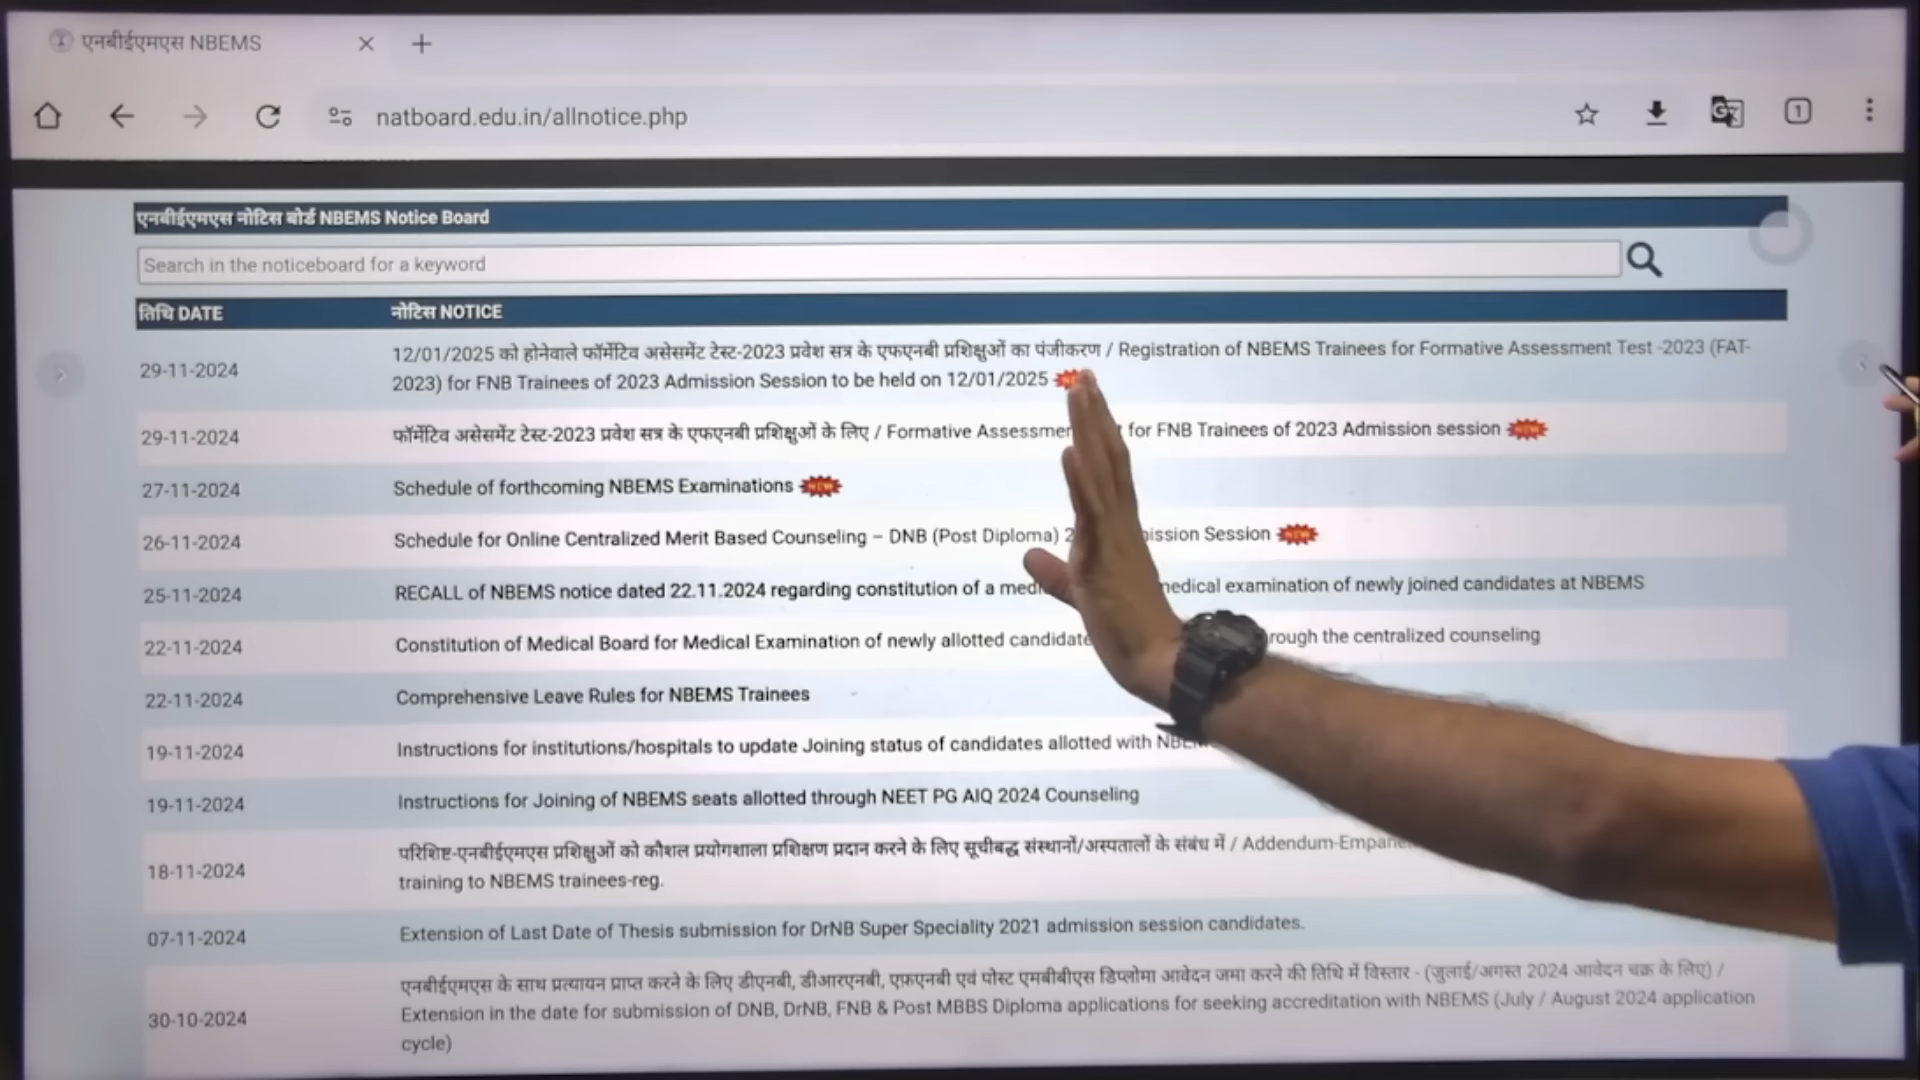 एनबीईएमएस NBEMS
natboard.edu.in/allnotice.php
1
एनबीईएमएस नोटिस बोर्ड NBEMS Notice Board
Search in the noticeboard for a keyword
तिथि DATE नोटिस NOTICE
29-11-2024 12/01/2025 को होनेवाले फॉर्मेटिव असेसमेंट टेस्ट-2023 प्रवेश सत्र के एफएनबी प्रशिक्षुओं का पंजीकरण / Registration of NBEMS Trainees for Formative Assessment Test -2023 (FAT-
2023) for FNB Trainees of 2023 Admission Session to be held on 12/01/2025
29-11-2024 फॉर्मेटिव असेसमेंट टेस्ट-2023 प्रवेश सत्र के एफएनबी प्रशिक्षुओं के लिए / Formative for FNB Trainees of 2023 Admission session NEW
27-11-2024 Schedule of forthcoming NBEMS Examinations NEW
26-11-2024 Schedule for Online Centralized Merit Based Counseling – DNB (Post Diploma) Session NEW
25-11-2024 RECALL of NBEMS notice dated 22.11.2024 regarding constitution of a medical examination of newly joined candidates at NBEMS
22-11-2024 Constitution of Medical Board for Medical Examination of newly allotted the centralized counseling
22-11-2024 Comprehensive Leave Rules for NBEMS Trainees
19-11-2024 Instructions for institutions/hospitals to update Joining status of candidates allotted with
19-11-2024 Instructions for Joining of NBEMS seats allotted through NEET PG AIQ 2024 Counseling
18-11-2024 परिशिष्ट-एनबीईएमएस प्रशिक्षुओं को कौशल प्रयोगशाला प्रशिक्षण प्रदान करने के लिए सूचीबद्ध संस्थानों/अस्पतालों के संबंध में /
training to NBEMS trainees-reg.
07-11-2024 Extension of Last Date of Thesis submission for DrNB Super Speciality 2021 admission session candidates.
30-10-2024 एनबीईएमएस के साथ प्रत्यायन प्राप्त करने के लिए डीएनबी, डीआरएनबी, एफ़एनबी एवं पोस्ट एमबीबीएस डिप्लोमा आवेदन जमा करने की तिथि में विस्तार - (जुलाई/अगस्त 2024 आवेदन चक्र के लिए) /
Extension in the date for submission of DNB, DrNB, FNB & Post MBBS Diploma applications for seeking accreditation with NBEMS (July / August 2024 application
cycle)